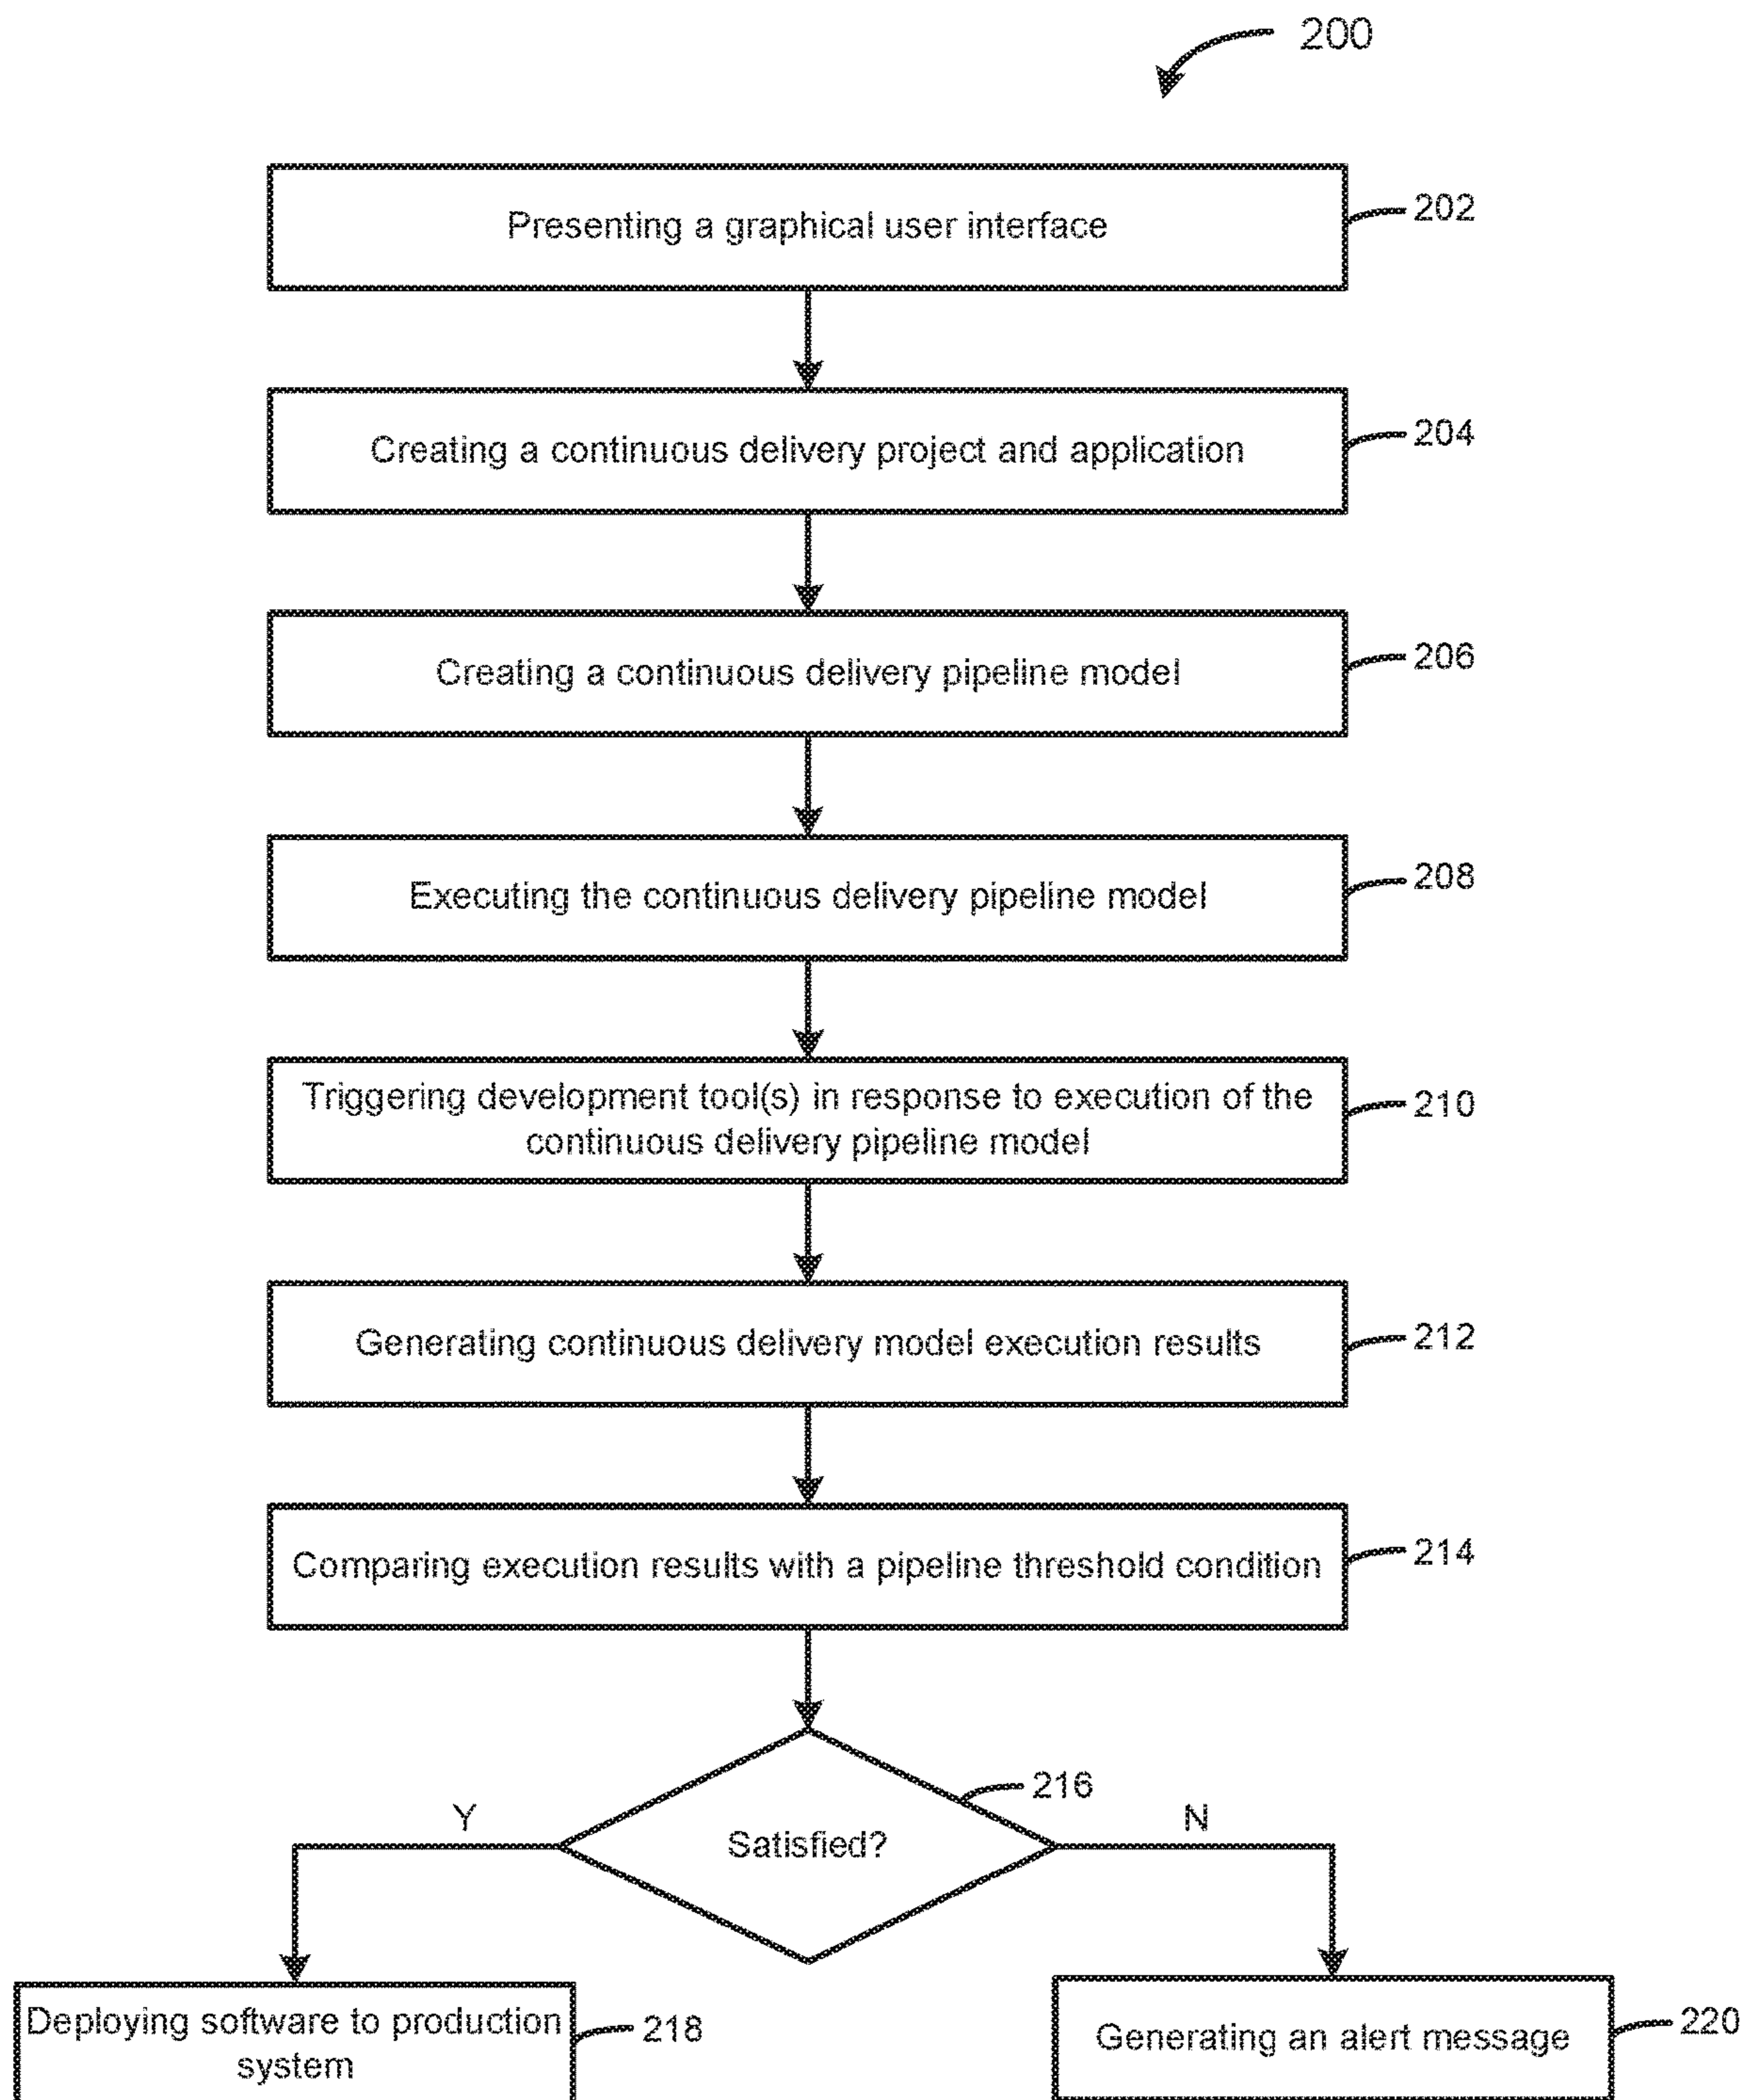 200
Presenting a graphical user interface
202
Creating a continuous delivery project and application
204
Creating a continuous delivery pipeline model
206
Executing the continuous delivery pipeline model
208
Triggering development tool(s) in response to execution of the
continuous delivery pipeline model
210
Generating continuous delivery model execution results
212
Comparing execution results with a pipeline threshold condition
214
216
Y
Satisfied?
N
Deploying software to production
system
218
Generating an alert message
220